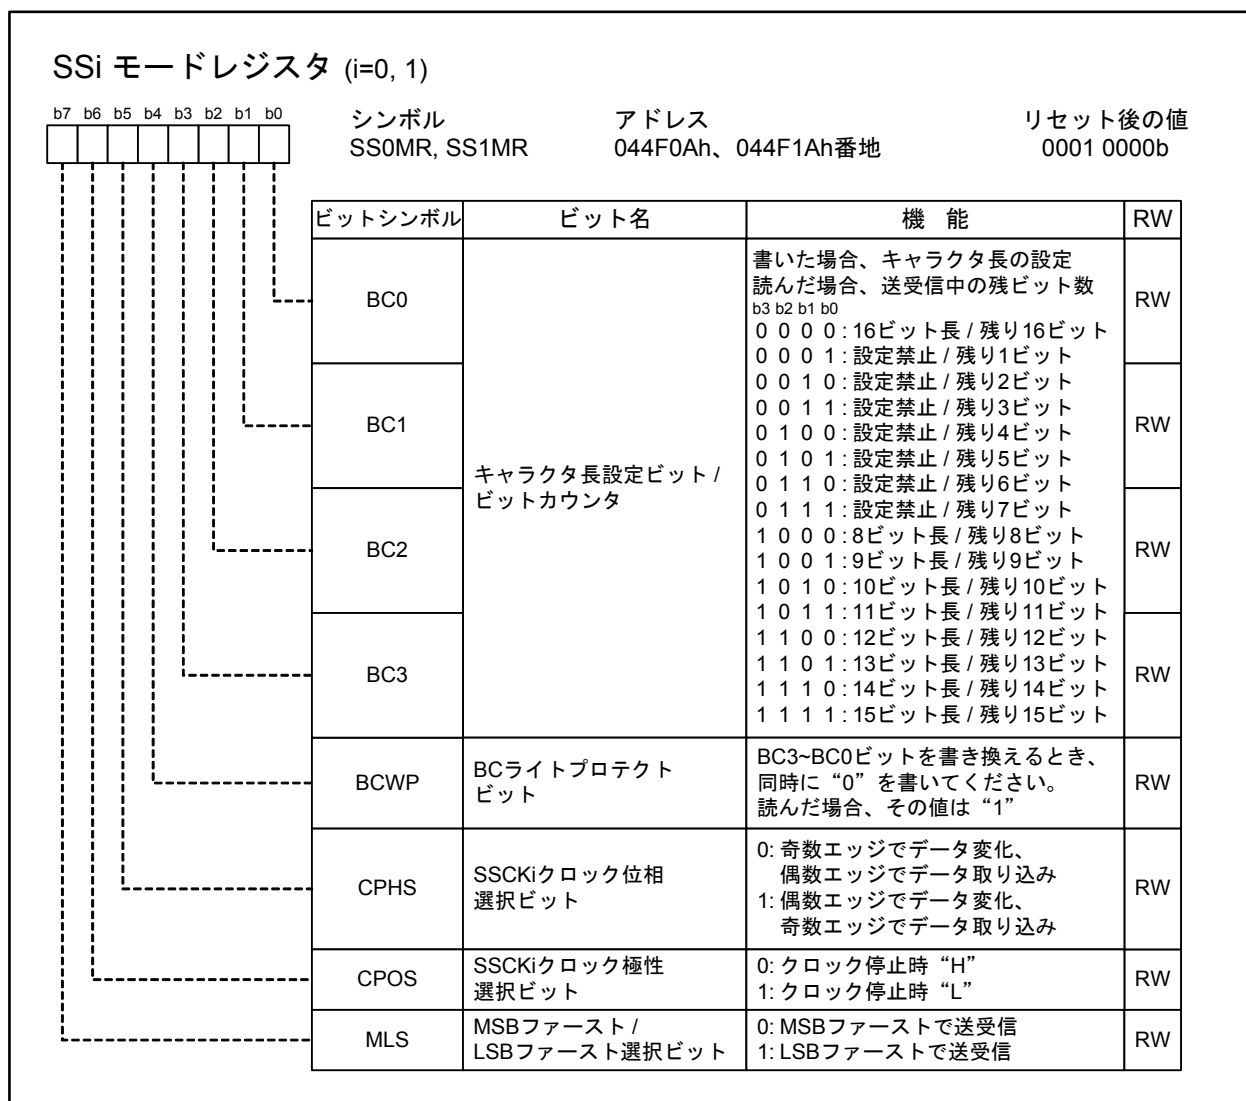 SSi モードレジスタ (i=0, 1)
b7 b6 b5 b4 b3 b2 b1 b0
シンボル
SS0MR, SS1MR
アドレス
044F0Ah、044F1Ah番地
リセット後の値
0001 0000b
ビットシンボル ビット名 機 能 RW
BC0
BC1
BC2
BC3
キャラクタ長設定ビット /
ビットカウンタ
書いた場合、キャラクタ長の設定
読んだ場合、送受信中の残ビット数
b3 b2 b1 b0
0 0 0 0 : 16ビット長 / 残り16ビット
0 0 0 1 : 設定禁止 / 残り1ビット
0 0 1 0 : 設定禁止 / 残り2ビット
0 0 1 1 : 設定禁止 / 残り3ビット
0 1 0 0 : 設定禁止 / 残り4ビット
0 1 0 1 : 設定禁止 / 残り5ビット
0 1 1 0 : 設定禁止 / 残り6ビット
0 1 1 1 : 設定禁止 / 残り7ビット
1 0 0 0 : 8ビット長 / 残り8ビット
1 0 0 1 : 9ビット長 / 残り9ビット
1 0 1 0 : 10ビット長 / 残り10ビット
1 0 1 1 : 11ビット長 / 残り11ビット
1 1 0 0 : 12ビット長 / 残り12ビット
1 1 0 1 : 13ビット長 / 残り13ビット
1 1 1 0 : 14ビット長 / 残り14ビット
1 1 1 1 : 15ビット長 / 残り15ビット
RW
RW
RW
RW
BCWP
BCライトプロテクト
ビット
BC3~BC0ビットを書き換えるとき、
同時に“0”を書いてください。
読んだ場合、その値は“1”
RW
CPHS
SSCKiクロック位相
選択ビット
0: 奇数エッジでデータ変化、
偶数エッジでデータ取り込み
1: 偶数エッジでデータ変化、
奇数エッジでデータ取り込み
RW
CPOS
SSCKiクロック極性
選択ビット
0: クロック停止時“H”
1: クロック停止時“L”
RW
MLS
MSBファースト /
LSBファースト選択ビット
0: MSBファーストで送受信
1: LSBファーストで送受信
RW